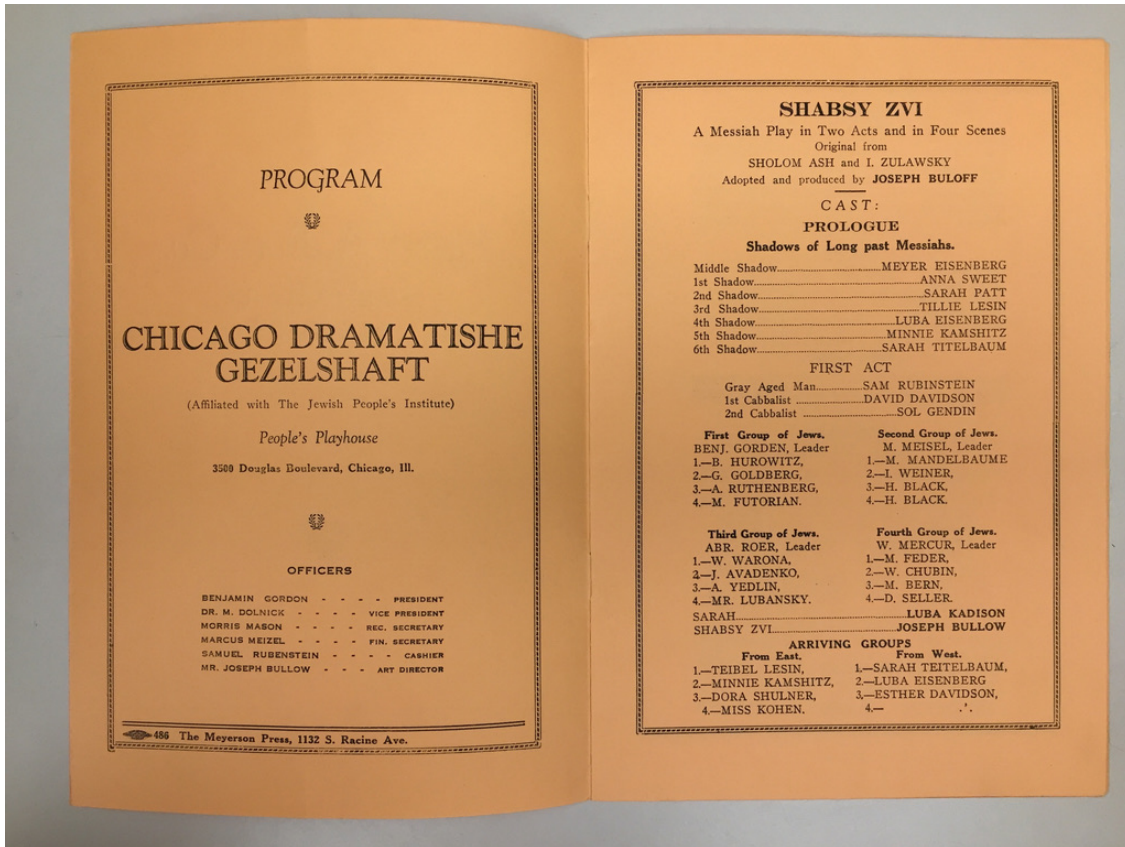 PROGRAM
CHICAGO DRAMATISHE
GEZELSHAFT
(Affiliated with The Jewish People's Institute)
People's Playhouse
3500 Douglas Boulevard, Chicago, Ill.
OFFICERS
BENJAMIN GORDON - - - - PRESIDENT
DR. M. DOLNICK - - - - VICE PRESIDENT
MORRIS MASON - - - - REC. SECRETARY
MARCUS MEIZEL - - - - FIN. SECRETARY
SAMUEL RUBENSTEIN - - - - CASHIER
MR. JOSEPH BULLOW - - - ART DIRECTOR
486 The Meyerson Press, 1132 S. Racine Ave.
SHABSY ZVI
A Messiah Play in Two Acts and in Four Scenes
Original from
SHOLOM ASH and I. ZULAWSKY
Adopted and produced by JOSEPH BULOFF
CAST:
PROLOGUE
Shadows of Long past Messiahs.
Middle Shadow..........MEYER EISENBERG
1st Shadow..........ANNA SWEET
2nd Shadow..........SARAH PATT
3rd Shadow..........TILLIE LESIN
4th Shadow..........LUBA EISENBERG
5th Shadow..........MINNIE KAMSHITZ
6th Shadow..........SARAH TITELBAUM
FIRST ACT
Gray Aged Man..........SAM RUBINSTEIN
1st Cabbalist..........DAVID DAVIDSON
2nd Cabbalist ..........SOL GENDIN
First Group of Jews.
BENJ. GORDEN, Leader
1.—B. HUROWITZ,
2.—G. GOLDBERG,
3.—A. RUTHENBERG,
4.—M. FUTORIAN.
Second Group of Jews.
M. MEISEL, Leader
1.—M. MANDELBAUME
2.—I. WEINER,
3.—H. BLACK,
4.—H. BLACK.
Third Group of Jews.
ABR. ROER, Leader
1.—W. WARONA,
2.—J. AVADENKO,
3.—A. YEDLIN,
4.—MR. LUBANSKY.
Fourth Group of Jews.
W. MERCUR, Leader
1.—M. FEDER,
2.—W. CHUBIN,
3.—M. BERN,
4.—D. SELLER.
SARAH..........LUBA KADISON
SHABSY ZVI..........JOSEPH BULLOW
ARRIVING GROUPS
From East.
1.—TEIBEL LESIN,
2.—MINNIE KAMSHITZ,
3.—DORA SHULNER,
4.—MISS KOHEN.
From West.
1.—SARAH TEITELBAUM,
2.—LUBA EISENBERG
3.—ESTHER DAVIDSON,
4.—